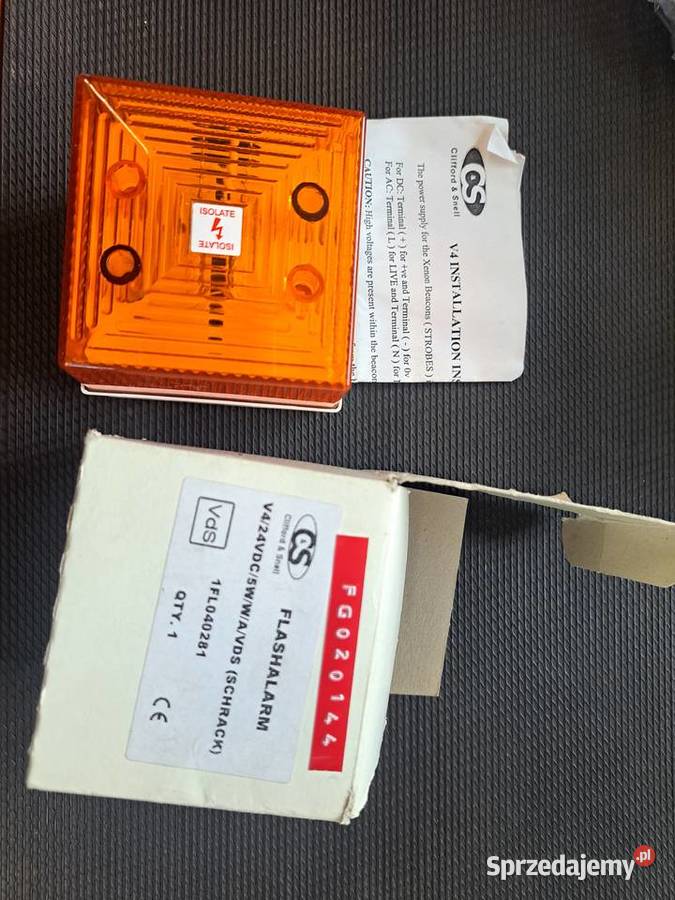 ISOLATE
ISOLATE
CS
Clifford & Snell
V4 INSTALLATION INS
The power supply for the Xenon Beacons ( STROBES )
For DC: Terminal ( + ) for +ve and Terminal ( - ) for 0v
For AC: Terminal ( L ) for LIVE and Terminal ( N ) for
CAUTION: High voltages are present within the beacon
FG020144
CS
Clifford & Snell
FLASHALARM
V4/24VDC/5W/W/A/VDS (SCHRACK)
1FL040281
VdS
QTY. 1
CE
Sprzedajemy.pl